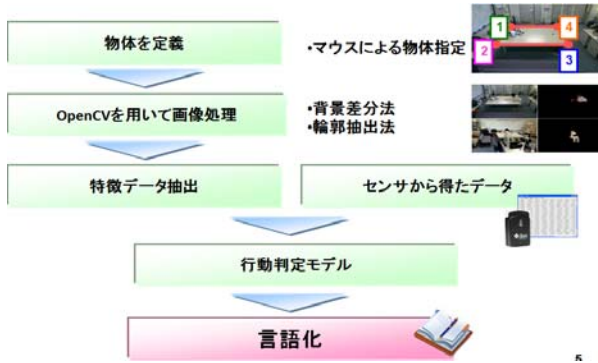 物体を定義
・マウスによる物体指定
1
4
2
3
OpenCVを用いて画像処理
・背景差分法
・輪郭抽出法
特徴データ抽出
センサから得たデータ
行動判定モデル
言語化
5